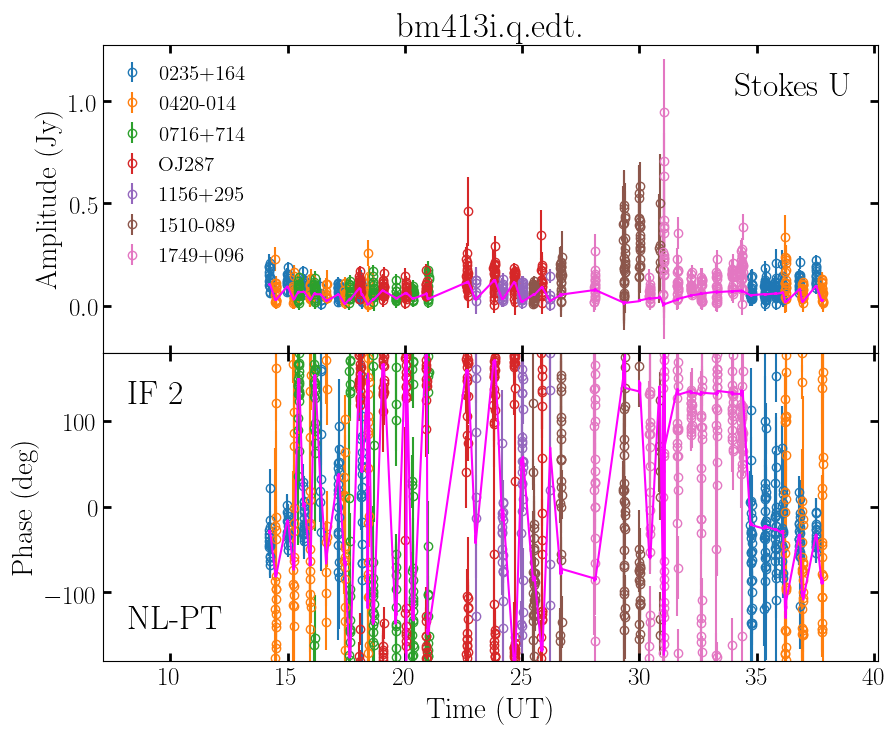 bm413i.q.edt.
Stokes U
0235+164
0420-014
0716+714
OJ287
1156+295
1510-089
1749+096
Amplitude (Jy)
1.0
0.5
0.0
IF 2
NL-PT
Phase (deg)
100
0
−100
10 15 20 25 30 35 40
Time (UT)